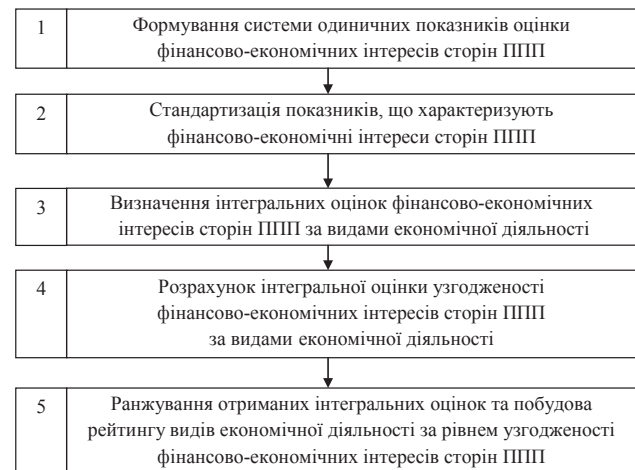 1
Формування системи одиничних показників оцінки
фінансово-економічних інтересів сторін ППП
2
Стандартизація показників, що характеризують
фінансово-економічні інтереси сторін ППП
3
Визначення інтегральних оцінок фінансово-економічних
інтересів сторін ППП за видами економічної діяльності
4
Розрахунок інтегральної оцінки узгодженості
фінансово-економічних інтересів сторін ППП
за видами економічної діяльності
5
Ранжування отриманих інтегральних оцінок та побудова
рейтингу видів економічної діяльності за рівнем узгодженості
фінансово-економічних інтересів сторін ППП